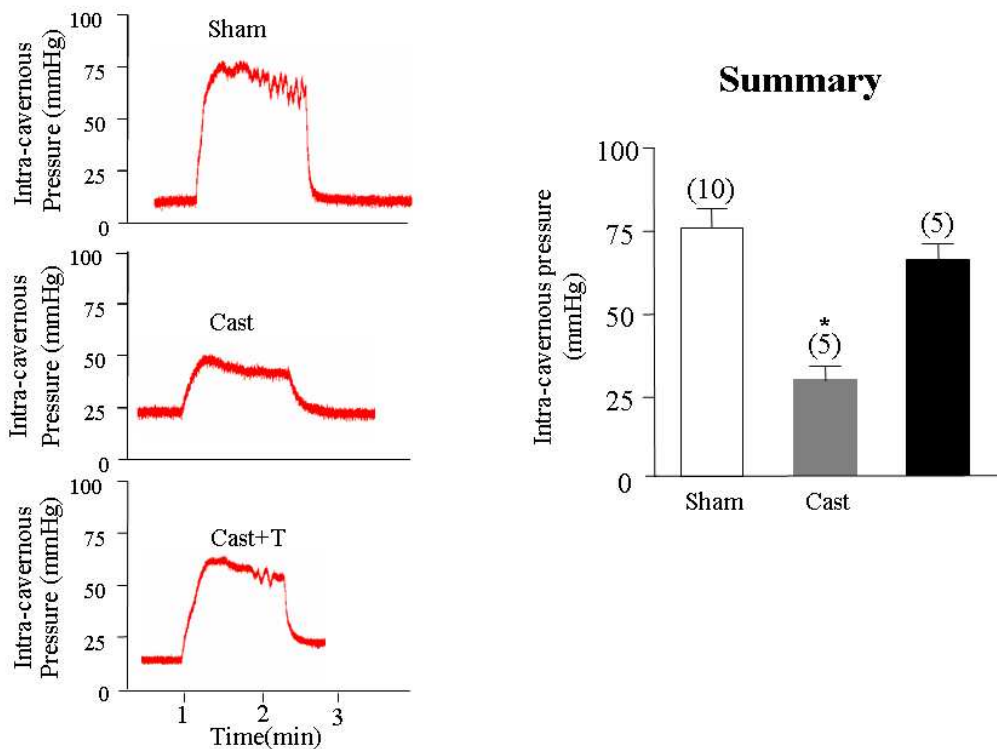 Intra-cavernous
Pressure (mmHg)
100
75
50
25
0
Sham
Intra-cavernous
Pressure (mmHg)
100
75
50
25
0
Cast
Intra-cavernous
Pressure (mmHg)
100
75
50
25
0
Cast+T
1
2
3
Time(min)
Summary
Intra-cavernous pressure
(mmHg)
100
75
50
25
0
(10)
*
(5)
(5)
Sham
Cast